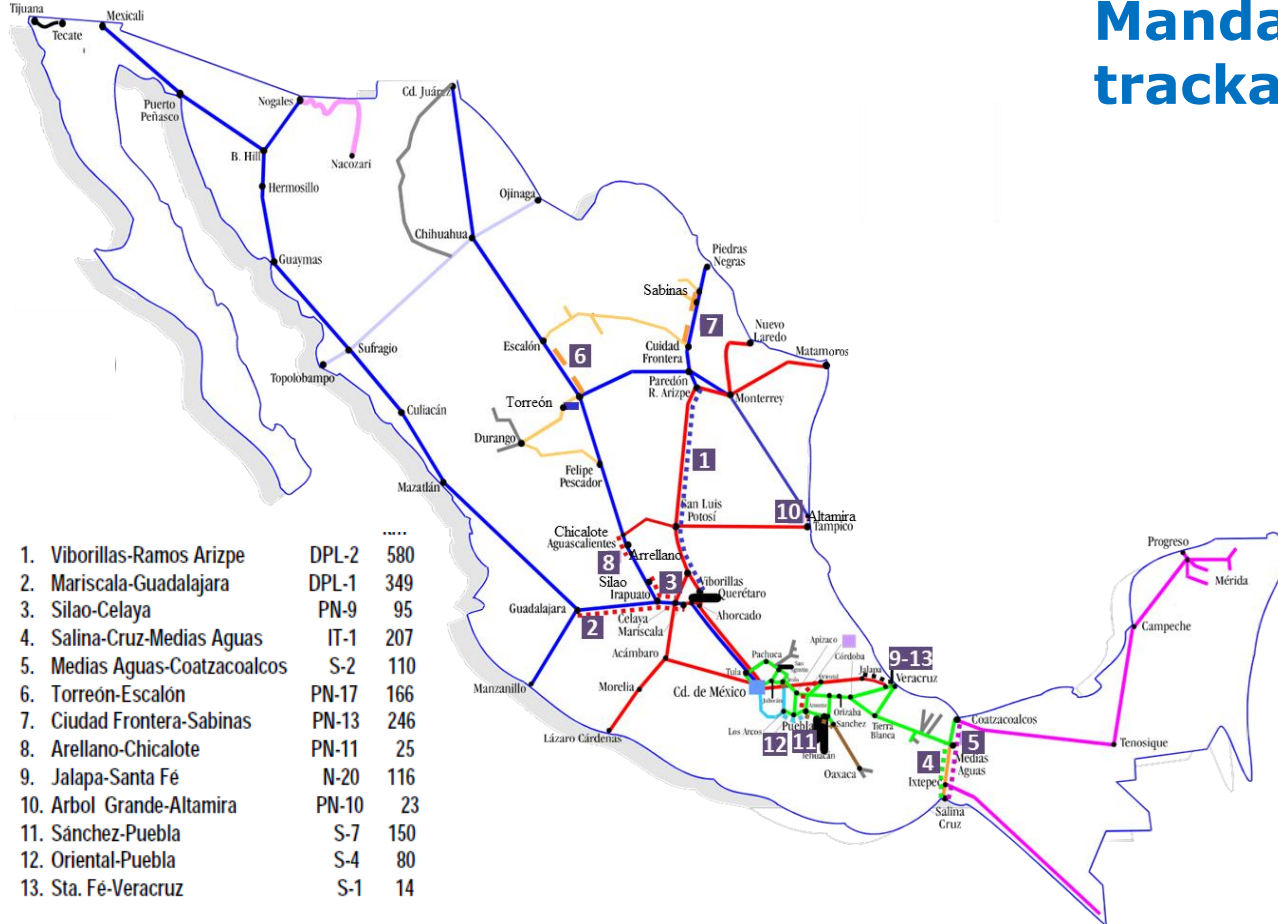 Manda
tracka
Tijuana
Tecate
Mexicali
Puerto
Peñasco
Nogales
Nacozari
B. Hill
Hermosillo
Guaymas
Cd. Juárez
Ojinaga
Chihuahua
Sufragio
Topolobampo
Culiacán
Mazatlán
Piedras
Negras
Sabinas
7
Nuevo
Laredo
Matamoros
Escalón
6
Cuidad
Frontera
Paredón
R. Arizpe
Monterrey
Torreón
Durango
Felipe
Pescador
1
San Luis
Potosí
10
Altamira
Tampico
Chicalote
Aguascalientes
8
Arrellano
Silao
Irapuato
3
Viborillas
Querétaro
Ahorcado
Guadalajara
2
Celaya
Mariscala
Acámbaro
Morelia
Manzanillo
Lázaro Cárdenas
Pachuca
Tula
Cd. de México
Apizaco
Córdoba
Jalapa
9-13
Veracruz
Los Arcos
Puebla
12
11
Tehuacán
Orizaba
Sanchez
Tierra
Blanca
Oaxaca
Coatzacoalcos
5
4
Medias
Aguas
Ixtepec
Salina
Cruz
Tenosique
Campeche
Progreso
Mérida
1. Viborillas-Ramos Arizpe DPL-2 580
2. Mariscala-Guadalajara DPL-1 349
3. Silao-Celaya PN-9 95
4. Salina-Cruz-Medias Aguas IT-1 207
5. Medias Aguas-Coatzacoalcos S-2 110
6. Torreón-Escalón PN-17 166
7. Ciudad Frontera-Sabinas PN-13 246
8. Arellano-Chicalote PN-11 25
9. Jalapa-Santa Fé N-20 116
10. Arbol Grande-Altamira PN-10 23
11. Sánchez-Puebla S-7 150
12. Oriental-Puebla S-4 80
13. Sta. Fé-Veracruz S-1 14